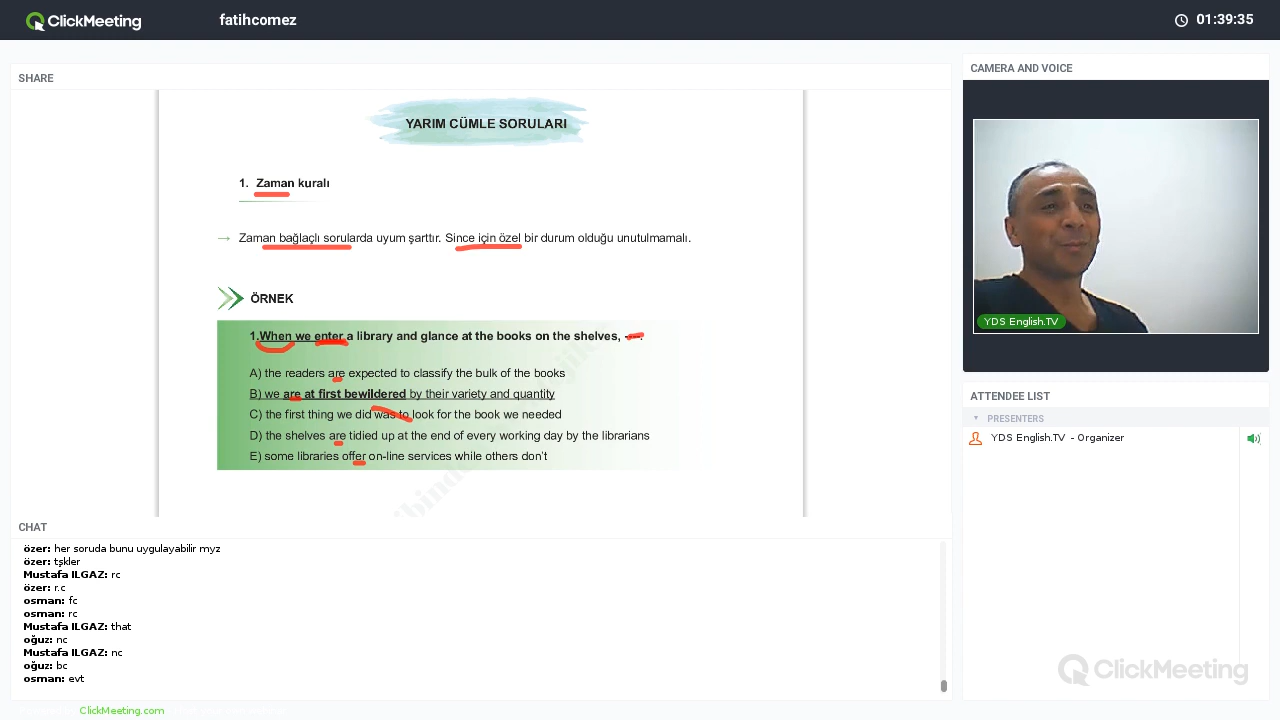 ClickMeeting
fatihcomez
01:39:35
SHARE
YARIM CÜMLE SORULARI
1. Zaman kuralı
→ Zaman bağlaçlı sorularda uyum şarttır. Since için özel bir durum olduğu unutulmamalı.
ÖRNEK
1.When we enter a library and glance at the books on the shelves, ----.
A) the readers are expected to classify the bulk of the books
B) we are at first bewildered by their variety and quantity
C) the first thing we did was to look for the book we needed
D) the shelves are tidied up at the end of every working day by the librarians
E) some libraries offer on-line services while others don't
CHAT
özer: her soruda bunu uygulayabilir myz
özer: tşkler
Mustafa ILGAZ: rc
özer: r.c
osman: fc
osman: rc
Mustafa ILGAZ: that
oğuz: nc
Mustafa ILGAZ: nc
oğuz: bc
osman: evt
ClickMeeting.com
CAMERA AND VOICE
YDS English.TV
ATTENDEE LIST
PRESENTERS
YDS English.TV - Organizer
ClickMeeting